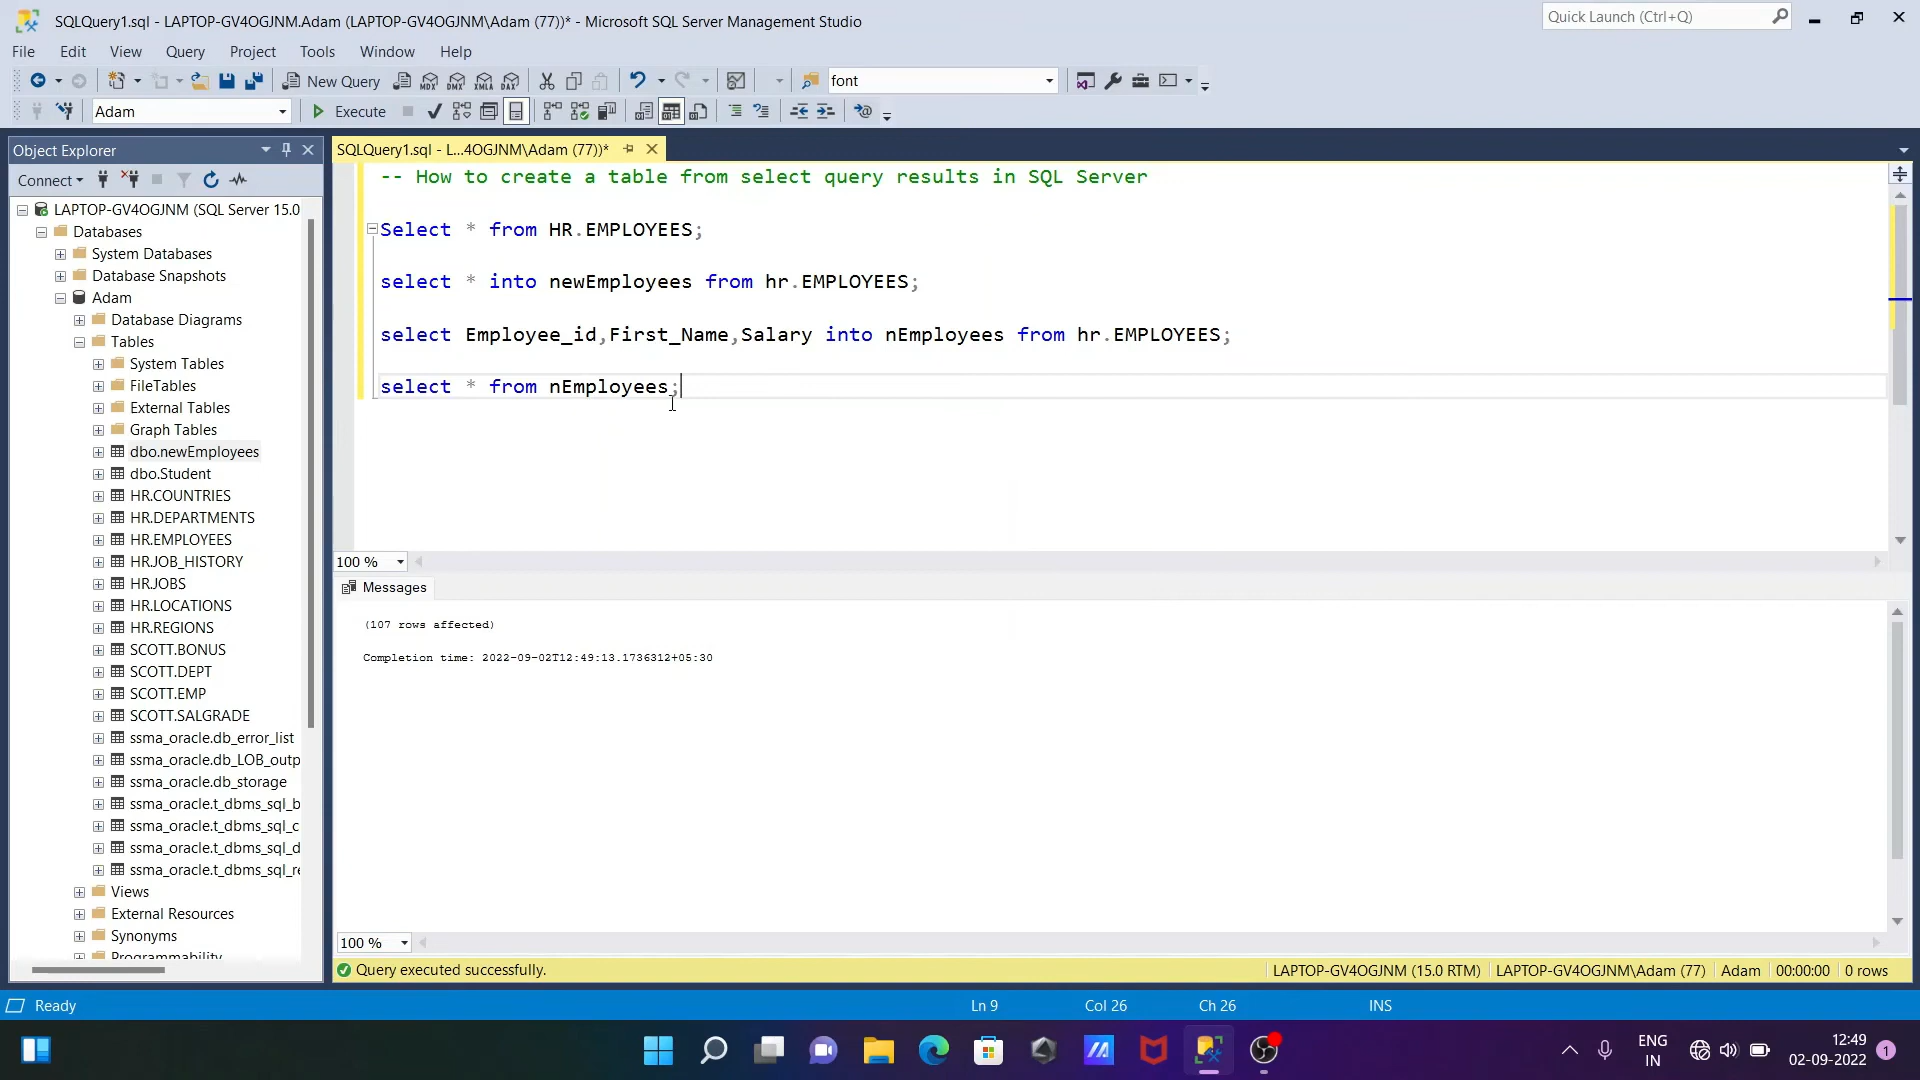 SQLQuery1.sql - LAPTOP-GV4OGJNM.Adam (LAPTOP-GV4OGJNM\Adam (77))* - Microsoft SQL Server Management Studio
Quick Launch (Ctrl+Q)
File Edit View Query Project Tools Window Help
New Query MDX DMX XMLA DAX font
Adam Execute
Object Explorer
SQLQuery1.sql - L...4OGJNM\Adam (77))*
Connect
LAPTOP-GV4OGJNM (SQL Server 15.0
Databases
System Databases
Database Snapshots
Adam
Database Diagrams
Tables
System Tables
FileTables
External Tables
Graph Tables
dbo.newEmployees
dbo.Student
HR.COUNTRIES
HR.DEPARTMENTS
HR.EMPLOYEES
HR.JOB_HISTORY
HR.JOBS
HR.LOCATIONS
HR.REGIONS
SCOTT.BONUS
SCOTT.DEPT
SCOTT.EMP
SCOTT.SALGRADE
ssma_oracle.db_error_list
ssma_oracle.db_LOB_outp
ssma_oracle.db_storage
ssma_oracle.t_dbms_sql_b
ssma_oracle.t_dbms_sql_c
ssma_oracle.t_dbms_sql_d
ssma_oracle.t_dbms_sql_re
Views
External Resources
Synonyms
Programmability
-- How to create a table from select query results in SQL Server
Select * from HR.EMPLOYEES;
select * into newEmployees from hr.EMPLOYEES;
select Employee_id,First_Name,Salary into nEmployees from hr.EMPLOYEES;
select * from nEmployees;
100 %
Messages
(107 rows affected)
Completion time: 2022-09-02T12:49:13.1736312+05:30
100 %
Query executed successfully.
LAPTOP-GV4OGJNM (15.0 RTM) LAPTOP-GV4OGJNM\Adam (77) Adam 00:00:00 0 rows
Ready Ln 9 Col 26 Ch 26 INS
ENG
IN
12:49
02-09-2022
1